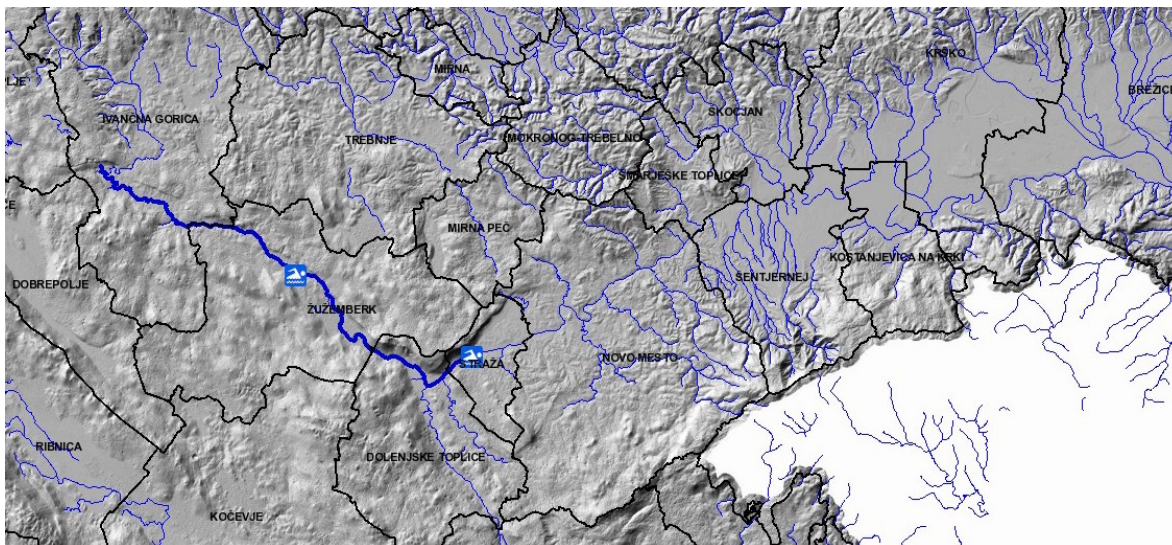 KRŠKO
MIRNA
OLJE
BREŽICE
ŠKOCJAN
IVANČNA GORICA
TREBNJE
MOKRONOG-TREBELNO
ŠMARJEŠKE TOPLICE
MIRNA PEČ
KOSTANJEVICA NA KRKI
ŠENTJERNEJ
DOBREPOLJE
ŽUŽEMBERK
NOVO MESTO
STRAŽA
RIBNICA
DOLENJSKE TOPLICE
KOČEVJE